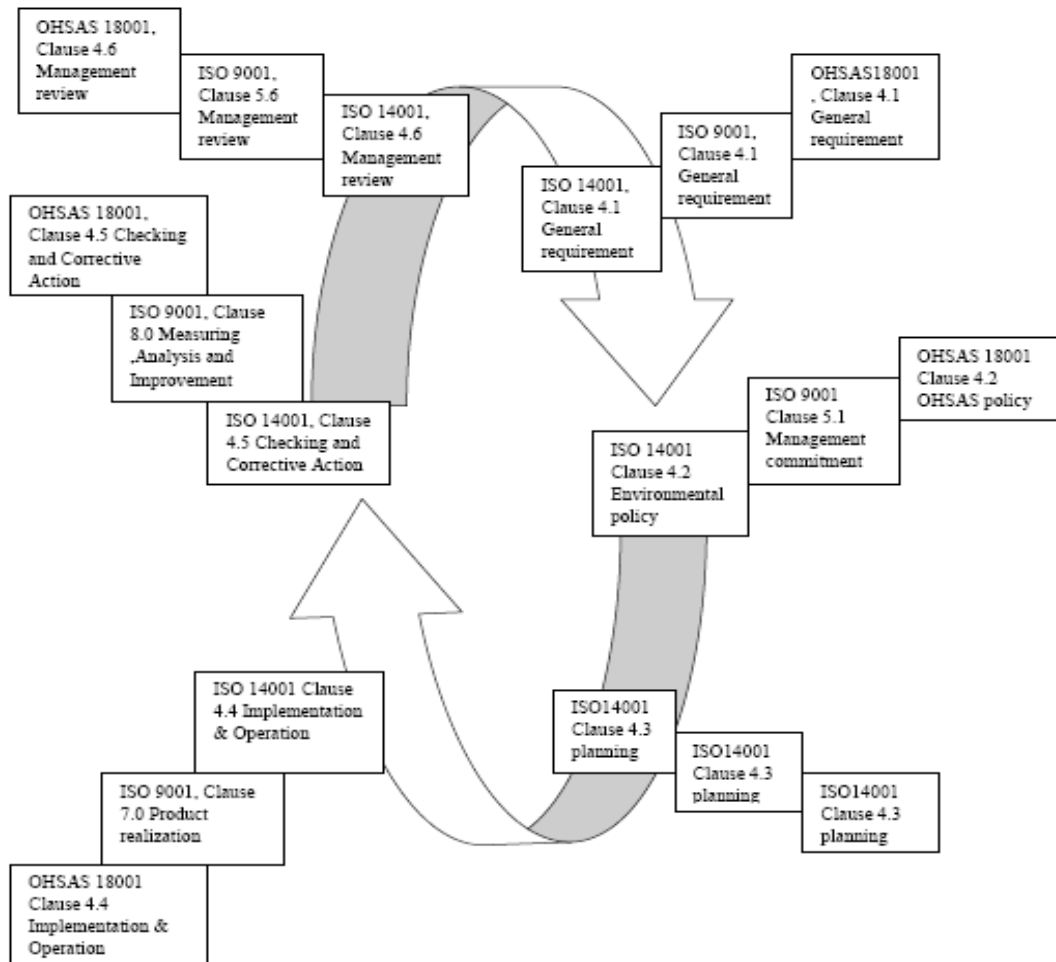 OHSAS 18001,
Clause 4.6
Management
review
ISO 9001,
Clause 5.6
Management
review
ISO 14001,
Clause 4.6
Management
review
OHSAS18001
, Clause 4.1
General
requirement
ISO 9001,
Clause 4.1
General
requirement
ISO 14001,
Clause 4.1
General
requirement
OHSAS 18001,
Clause 4.5 Checking
and Corrective
Action
ISO 9001, Clause
8.0 Measuring
,Analysis and
Improvement
ISO 14001, Clause
4.5 Checking and
Corrective Action
OHSAS 18001
Clause 4.2
OHSAS policy
ISO 9001
Clause 5.1
Management
commitment
ISO 14001
Clause 4.2
Environmental
policy
ISO 14001 Clause
4.4 Implementation
& Operation
ISO 9001, Clause
7.0 Product
realization
OHSAS 18001
Clause 4.4
Implementation &
Operation
ISO14001
Clause 4.3
planning
ISO14001
Clause 4.3
planning
ISO14001
Clause 4.3
planning